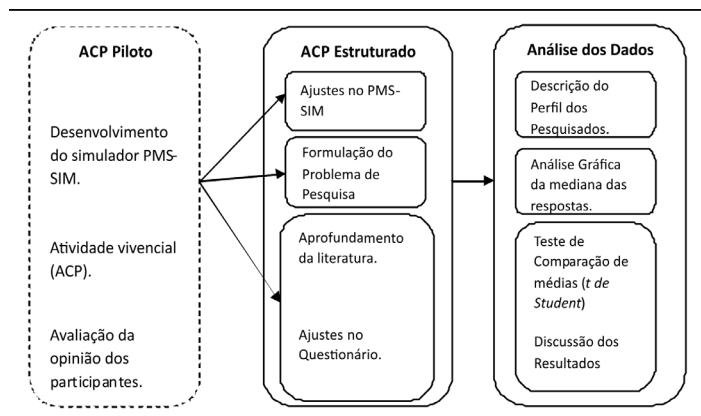 ACP Piloto
Desenvolvimento
do simulador PMS-
SIM.
Atividade vivencial
(ACP).
Avaliação da
opinião dos
participantes.
ACP Estruturado
Ajustes no PMS-
SIM
Formulação do
Problema de
Pesquisa
Aprofundamento
da literatura.
Ajustes no
Questionário.
Análise dos Dados
Descrição do
Perfil dos
Pesquisados.
Análise Gráfica
da mediana das
respostas.
Teste de
Comparação de
médias (t de
Student)
Discussão dos
Resultados